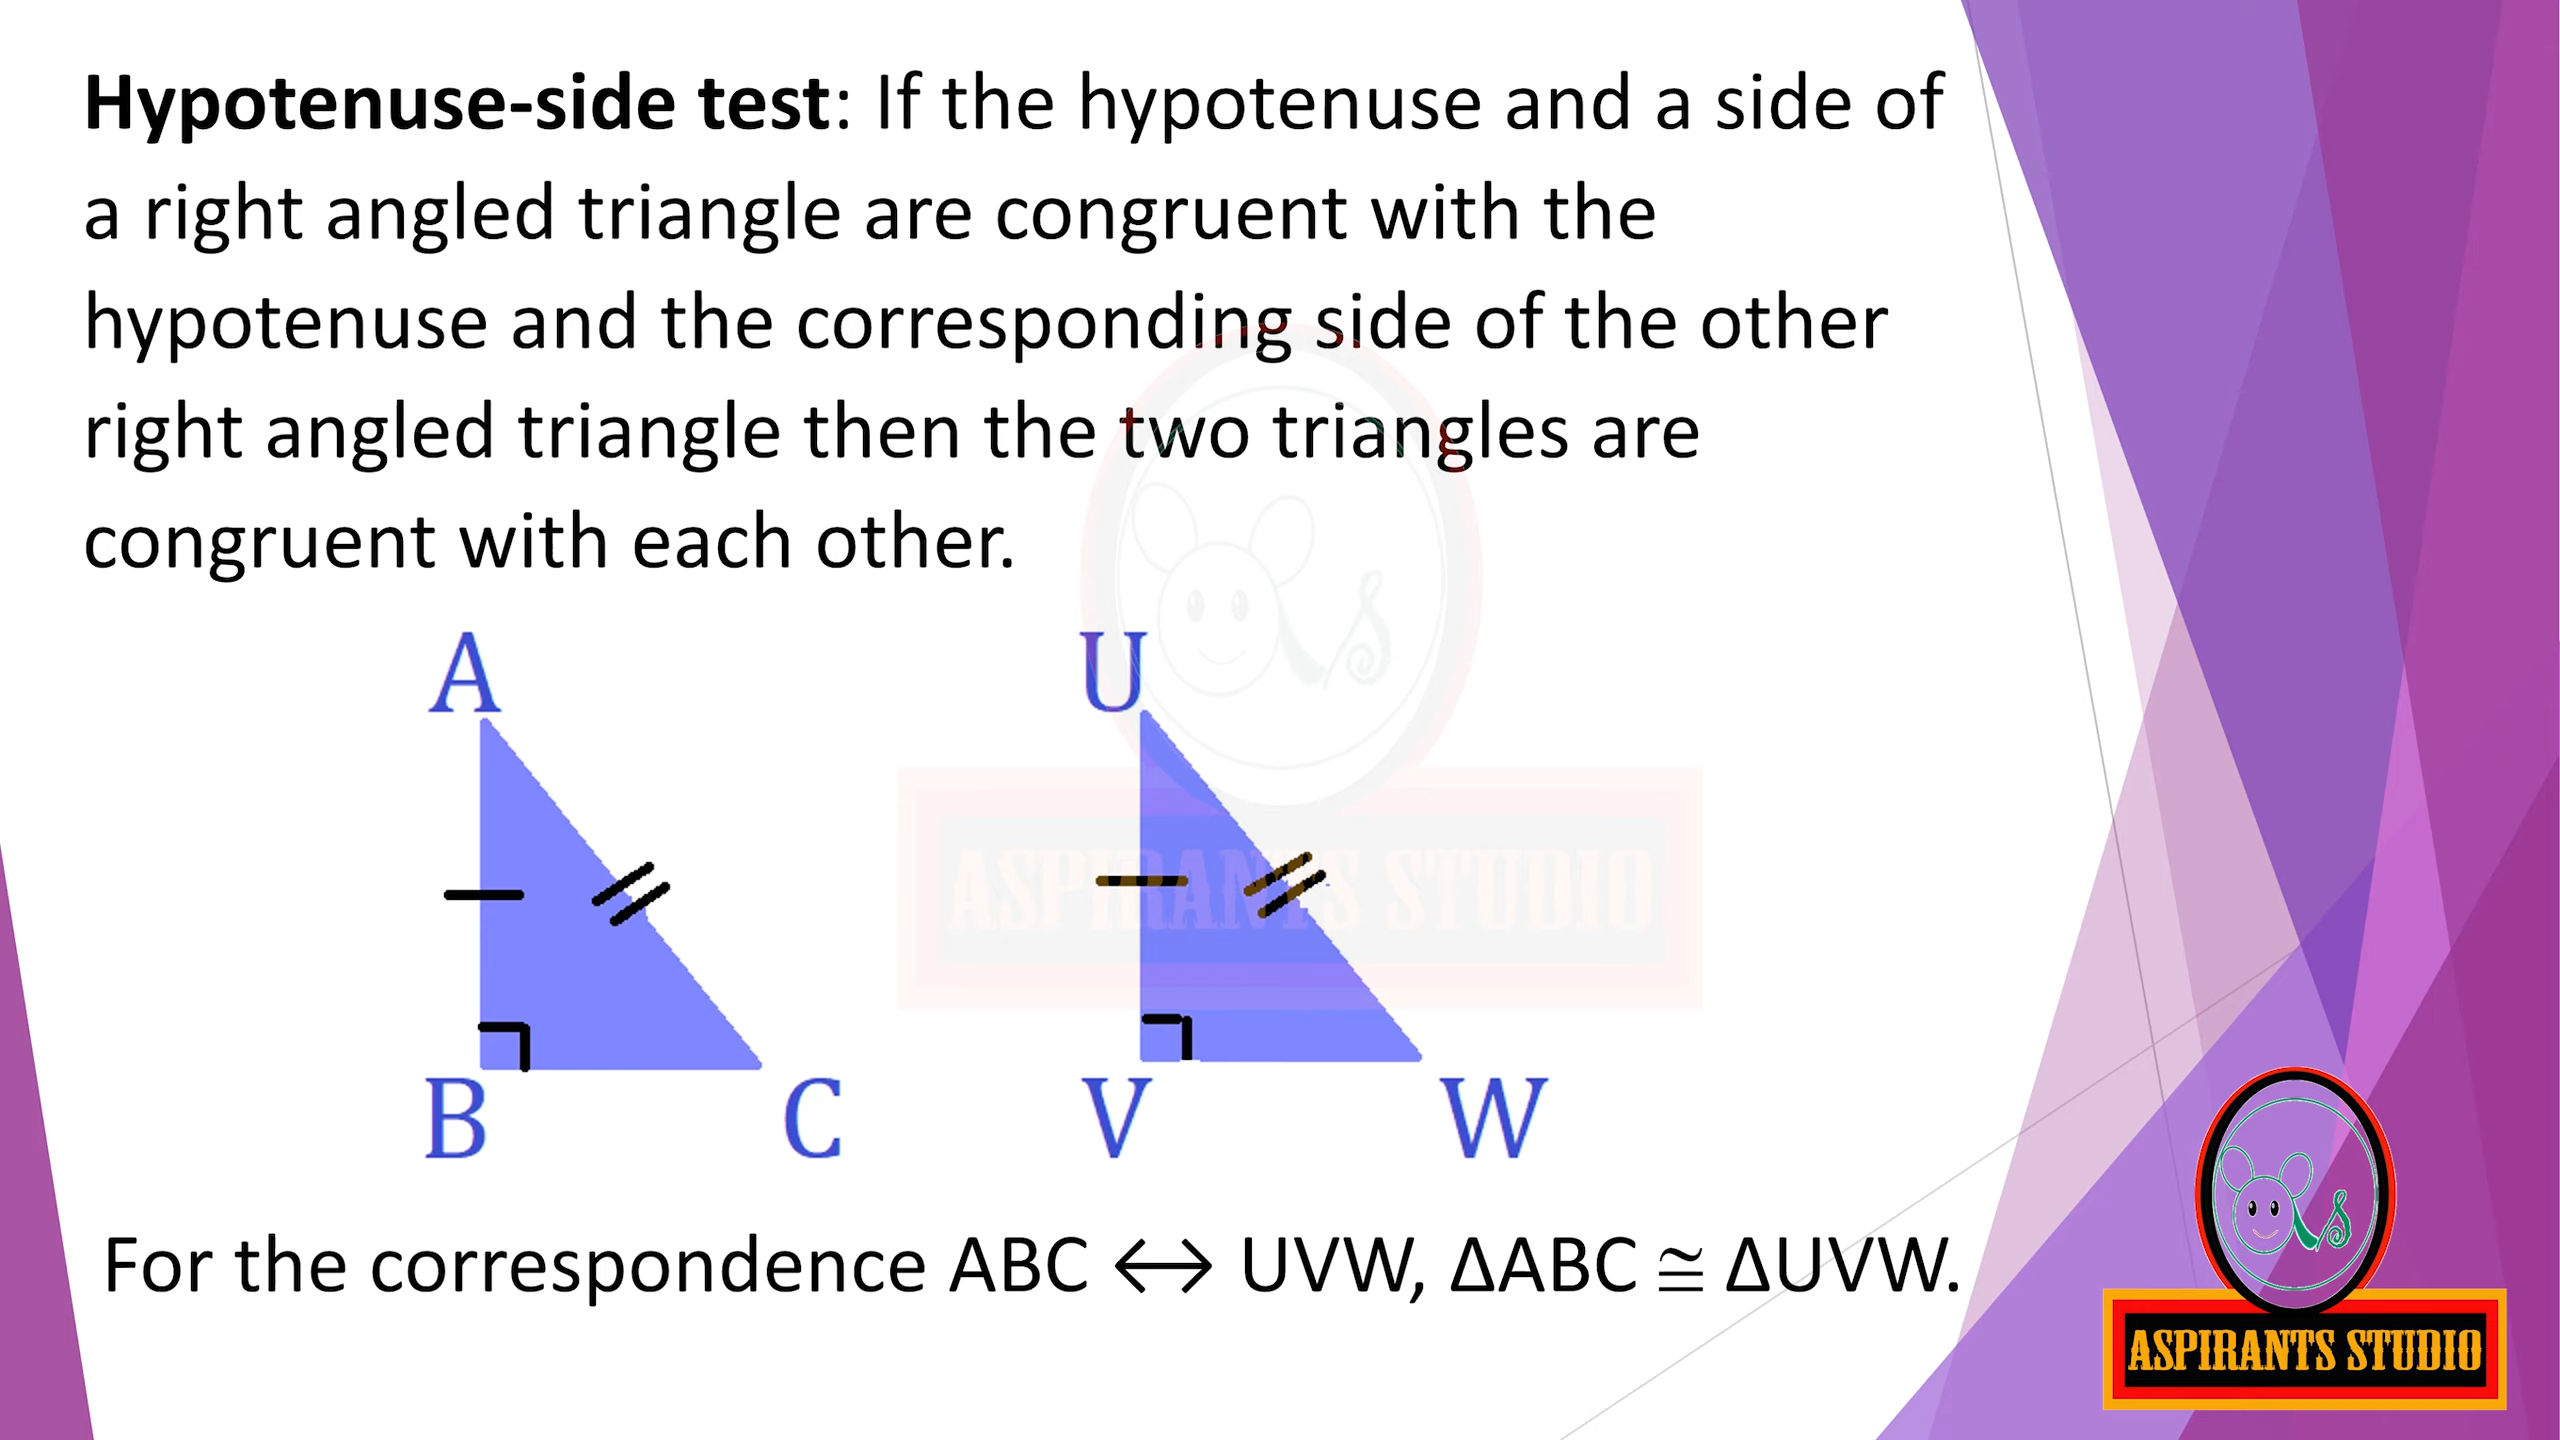 Hypotenuse-side test: If the hypotenuse and a side of
a right angled triangle are congruent with the
hypotenuse and the corresponding side of the other
right angled triangle then the two triangles are
congruent with each other.
A
U
ASPIRANTS STUDIO
B
C
V
W
For the correspondence ABC ↔ UVW, ΔABC ≅ ΔUVW.
ASPIRANTS STUDIO